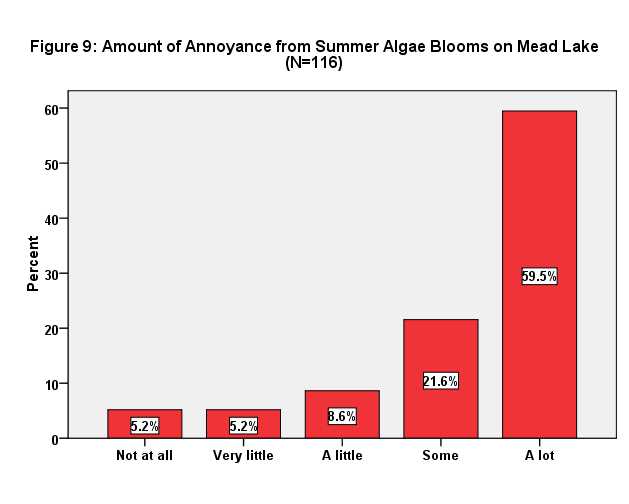 Figure 9: Amount of Annoyance from Summer Algae Blooms on Mead Lake
(N=116)
Percent
60
50
40
30
20
10
0
5.2%
5.2%
8.6%
21.6%
59.5%
Not at all
Very little
A little
Some
A lot